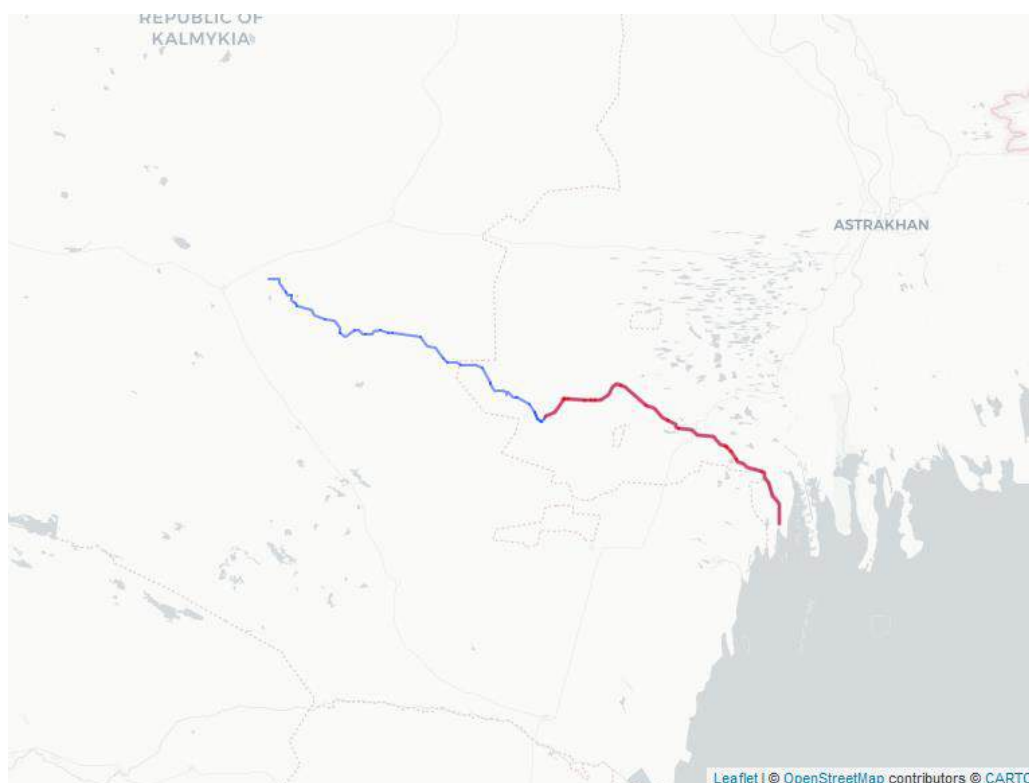 REPUBLIC OF
KALMYKIA
ASTRAKHAN
Leaflet | © OpenStreetMap contributors © CARTO